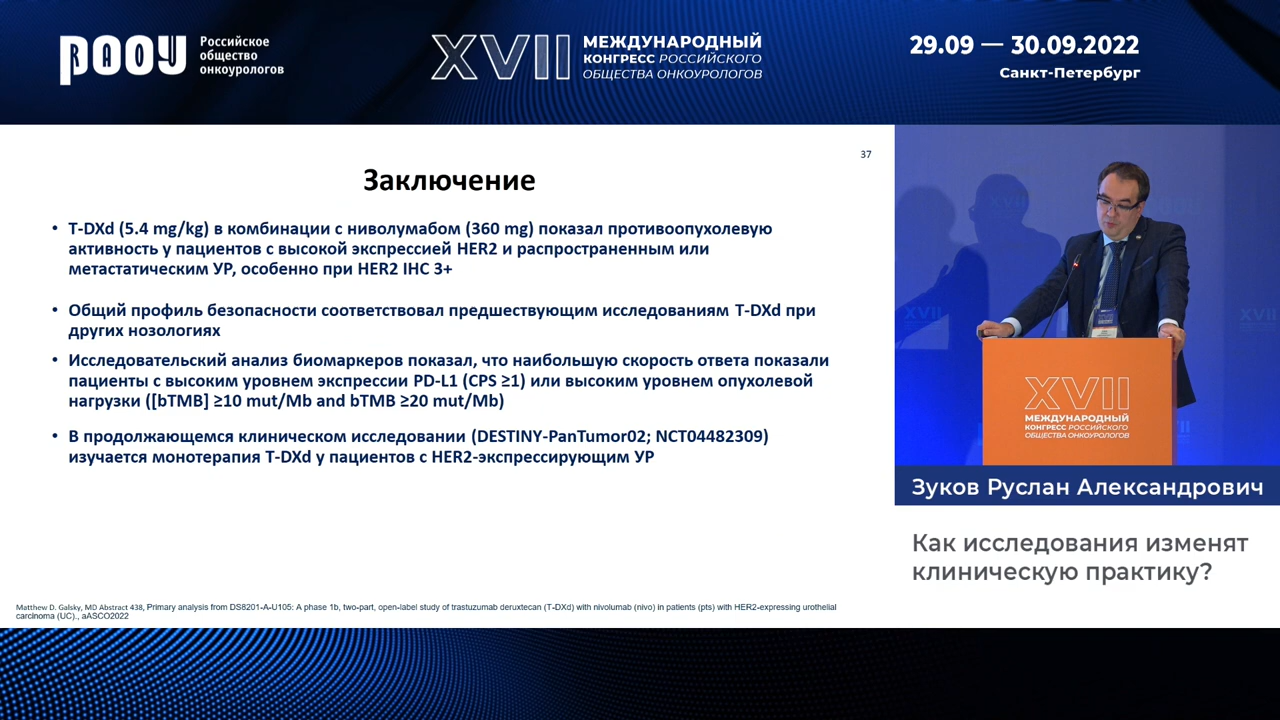 РООУ
Российское
общество
онкоурологов
XVII
МЕЖДУНАРОДНЫЙ
КОНГРЕСС РОССИЙСКОГО
ОБЩЕСТВА ОНКОУРОЛОГОВ
29.09 — 30.09.2022
Санкт-Петербург
37
Заключение
• T-DXd (5.4 mg/kg) в комбинации с ниволумабом (360 mg) показал противоопухолевую
активность у пациентов с высокой экспрессией HER2 и распространенным или
метастатическим УР, особенно при HER2 IHC 3+
• Общий профиль безопасности соответствовал предшествующим исследованиям T-DXd при
других нозологиях
• Исследовательский анализ биомаркеров показал, что наибольшую скорость ответа показали
пациенты с высоким уровнем экспрессии PD-L1 (CPS ≥1) или высоким уровнем опухолевой
нагрузки ([bTMB] ≥10 mut/Mb and bTMB ≥20 mut/Mb)
• В продолжающемся клиническом исследовании (DESTINY-PanTumor02; NCT04482309)
изучается монотерапия T-DXd у пациентов с HER2-экспрессирующим УР
Matthew D. Galsky, MD Abstract 438, Primary analysis from DS8201-A-U105: A phase 1b, two-part, open-label study of trastuzumab deruxtecan (T-DXd) with nivolumab (nivo) in patients (pts) with HER2-expressing urothelial
carcinoma (UC)., aASCO2022
XVII
МЕЖДУНАРОДНЫЙ
КОНГРЕСС РОССИЙСКОГО
ОБЩЕСТВА ОНКОУРОЛОГОВ
Зуков Руслан Александрович
Как исследования изменят
клиническую практику?